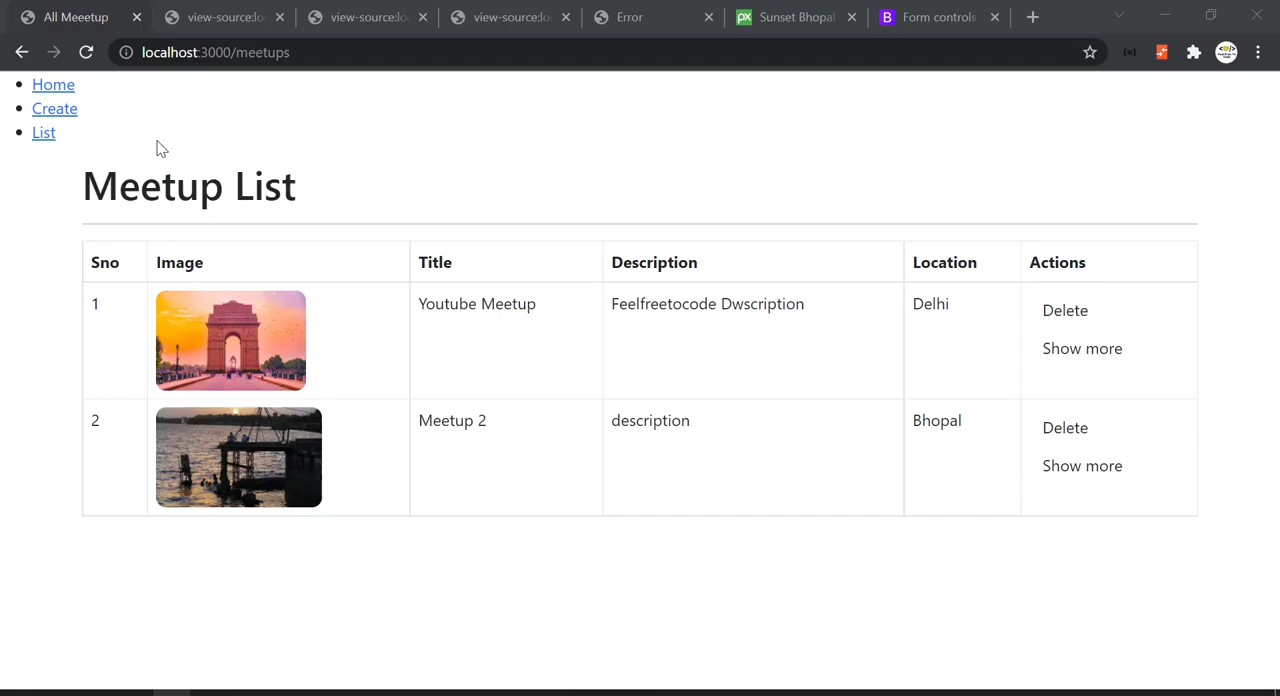 All Meeetup
view-source:lo
view-source:lo
view-source:lo
Error
px Sunset Bhopal
B Form controls
localhost:3000/meetups
Home
Create
List
Meetup List
Sno Image Title Description Location Actions
1 Youtube Meetup Feelfreetocode Dwscription Delhi Delete
Show more
2 Meetup 2 description Bhopal Delete
Show more